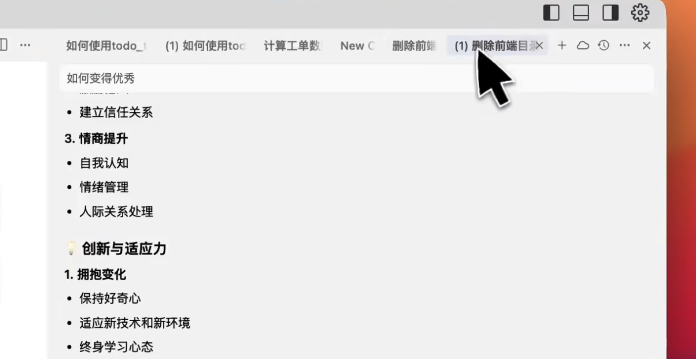 如何使用todo_
(1) 如何使用too
计算工单数
New C
删除前端
(1) 删除前端目录
如何变得优秀
• 建立信任关系
3. 情商提升
• 自我认知
• 情绪管理
• 人际关系处理
💡 创新与适应力
1. 拥抱变化
• 保持好奇心
• 适应新技术和新环境
• 终身学习心态